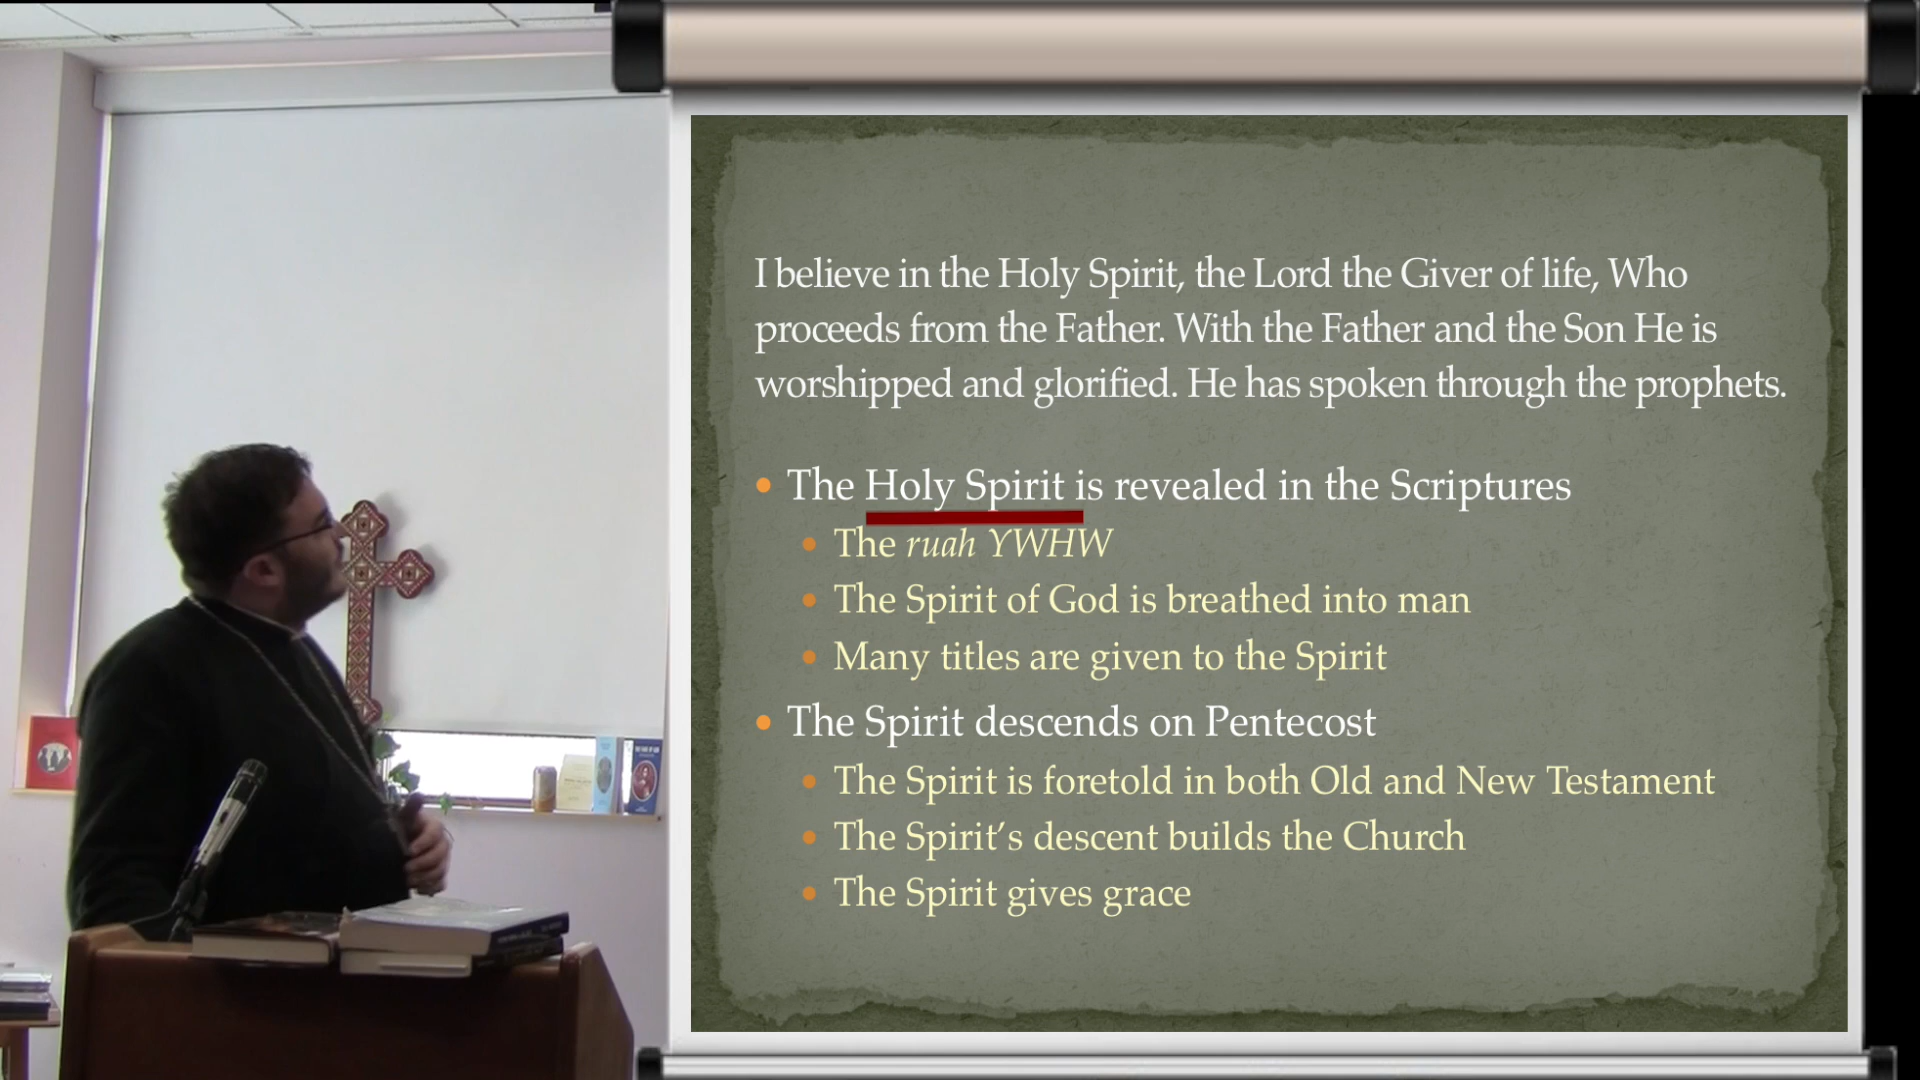 I believe in the Holy Spirit, the Lord the Giver of life, Who
proceeds from the Father. With the Father and the Son He is
worshipped and glorified. He has spoken through the prophets.
• The Holy Spirit is revealed in the Scriptures
• The ruah YWHW
• The Spirit of God is breathed into man
• Many titles are given to the Spirit
• The Spirit descends on Pentecost
• The Spirit is foretold in both Old and New Testament
• The Spirit’s descent builds the Church
• The Spirit gives grace